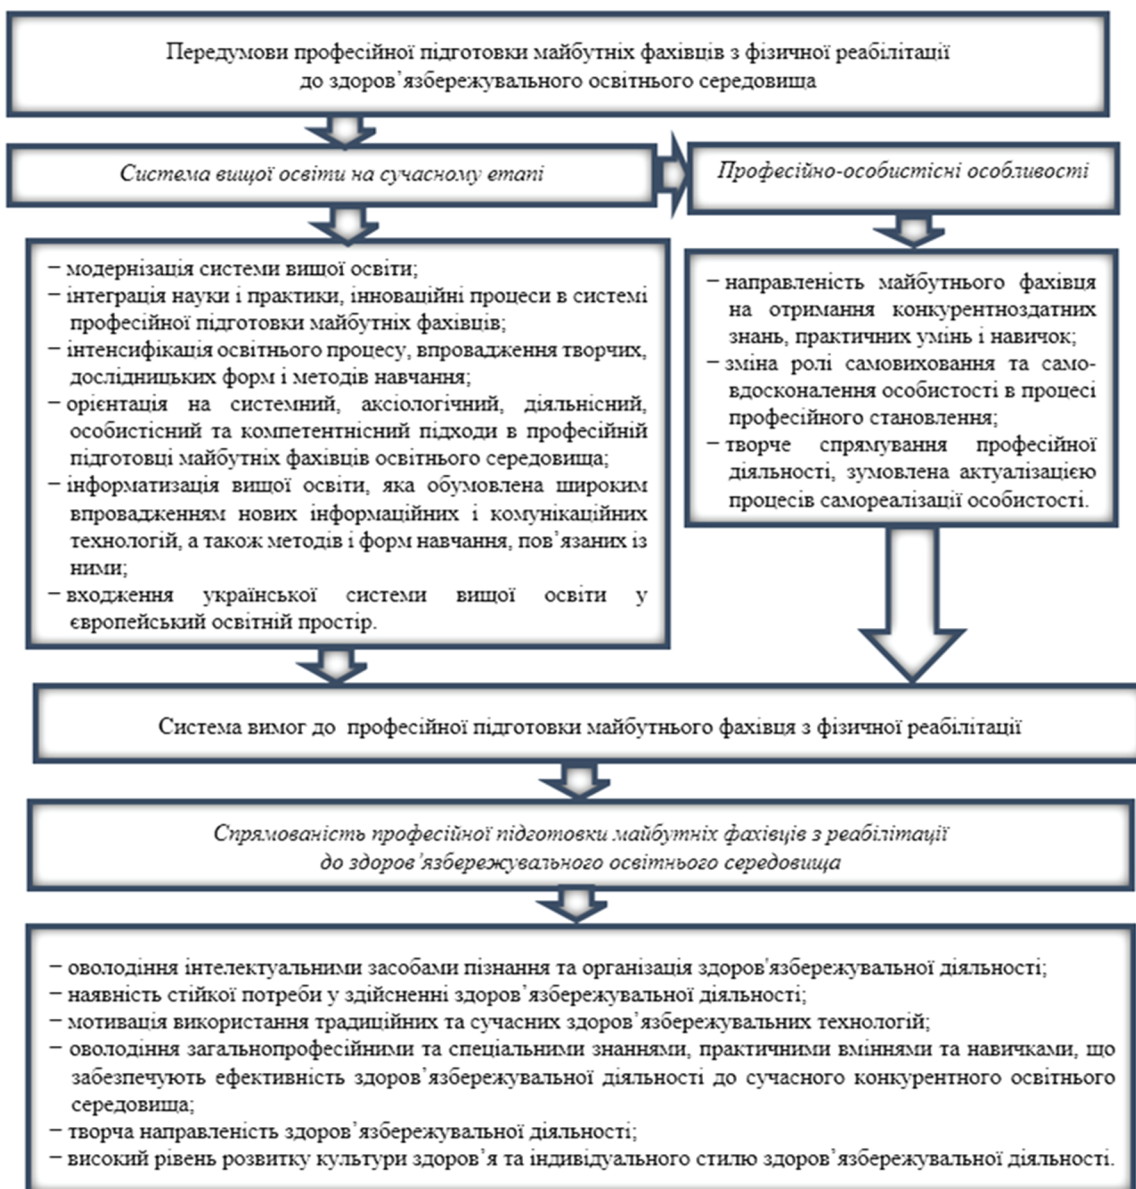 Передумови професійної підготовки майбутніх фахівців з фізичної реабілітації
до здоров’язбережувального освітнього середовища
Система вищої освіти на сучасному етапі
Професійно-особистісні особливості
– модернізація системи вищої освіти;
– інтеграція науки і практики, інноваційні процеси в системі
професійної підготовки майбутніх фахівців;
– інтенсифікація освітнього процесу, впровадження творчих,
дослідницьких форм і методів навчання;
– орієнтація на системний, аксіологічний, діяльнісний,
особистісний та компетентнісний підходи в професійній
підготовці майбутніх фахівців освітнього середовища;
– інформатизація вищої освіти, яка обумовлена широким
впровадженням нових інформаційних і комунікаційних
технологій, а також методів і форм навчання, пов’язаних із
ними;
– входження української системи вищої освіти у
європейський освітній простір.
– направленість майбутнього фахівця
на отримання конкурентноздатних
знань, практичних умінь і навичок;
– зміна ролі самовиховання та само-
вдосконалення особистості в процесі
професійного становлення;
– творче спрямування професійної
діяльності, зумовлена актуалізацією
процесів самореалізації особистості.
Система вимог до професійної підготовки майбутнього фахівця з фізичної реабілітації
Спрямованість професійної підготовки майбутніх фахівців з реабілітації
до здоров’язбережувального освітнього середовища
– оволодіння інтелектуальними засобами пізнання та організація здоров'язбережувальної діяльності;
– наявність стійкої потреби у здійсненні здоров’язбережувальної діяльності;
– мотивація використання традиційних та сучасних здоров’язбережувальних технологій;
– оволодіння загальнопрофесійними та спеціальними знаннями, практичними вміннями та навичками, що
забезпечують ефективність здоров’язбережувальної діяльності до сучасного конкурентного освітнього
середовища;
– творча направленість здоров’язбережувальної діяльності;
– високий рівень розвитку культури здоров’я та індивідуального стилю здоров’язбережувальної діяльності.